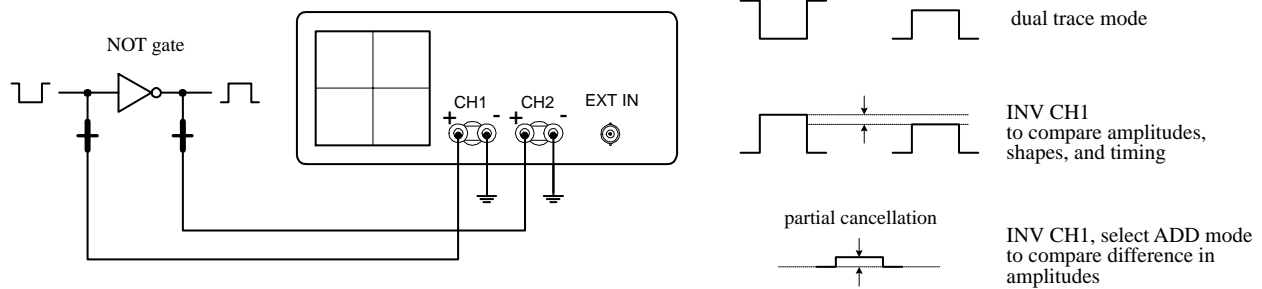 NOT gate
CH1
CH2
EXT IN
+
-
+
-
dual trace mode
INV CH1
to compare amplitudes,
shapes, and timing
partial cancellation
INV CH1, select ADD mode
to compare difference in
amplitudes